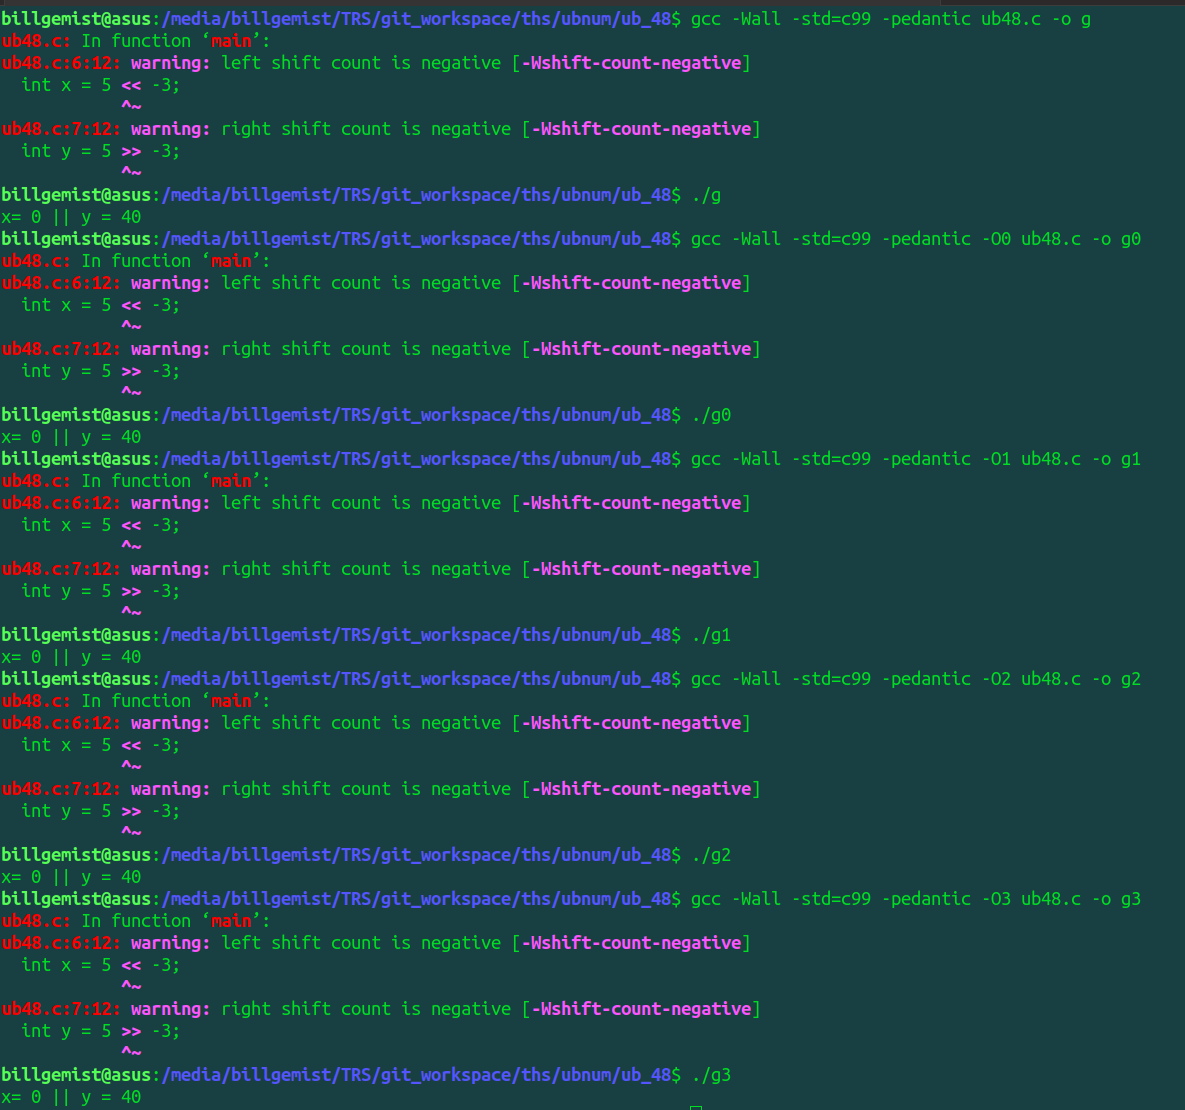 billgemist@asus:/media/billgemist/TRS/git_workspace/ths/ubnum/ub_48$ gcc -Wall -std=c99 -pedantic ub48.c -o g
ub48.c: In function ‘main’:
ub48.c:6:12: warning: left shift count is negative [-Wshift-count-negative]
  int x = 5 << -3;
            ^~
ub48.c:7:12: warning: right shift count is negative [-Wshift-count-negative]
  int y = 5 >> -3;
            ^~
billgemist@asus:/media/billgemist/TRS/git_workspace/ths/ubnum/ub_48$ ./g
x= 0 || y = 40
billgemist@asus:/media/billgemist/TRS/git_workspace/ths/ubnum/ub_48$ gcc -Wall -std=c99 -pedantic -O0 ub48.c -o g0
ub48.c: In function ‘main’:
ub48.c:6:12: warning: left shift count is negative [-Wshift-count-negative]
  int x = 5 << -3;
            ^~
ub48.c:7:12: warning: right shift count is negative [-Wshift-count-negative]
  int y = 5 >> -3;
            ^~
billgemist@asus:/media/billgemist/TRS/git_workspace/ths/ubnum/ub_48$ ./g0
x= 0 || y = 40
billgemist@asus:/media/billgemist/TRS/git_workspace/ths/ubnum/ub_48$ gcc -Wall -std=c99 -pedantic -O1 ub48.c -o g1
ub48.c: In function ‘main’:
ub48.c:6:12: warning: left shift count is negative [-Wshift-count-negative]
  int x = 5 << -3;
            ^~
ub48.c:7:12: warning: right shift count is negative [-Wshift-count-negative]
  int y = 5 >> -3;
            ^~
billgemist@asus:/media/billgemist/TRS/git_workspace/ths/ubnum/ub_48$ ./g1
x= 0 || y = 40
billgemist@asus:/media/billgemist/TRS/git_workspace/ths/ubnum/ub_48$ gcc -Wall -std=c99 -pedantic -O2 ub48.c -o g2
ub48.c: In function ‘main’:
ub48.c:6:12: warning: left shift count is negative [-Wshift-count-negative]
  int x = 5 << -3;
            ^~
ub48.c:7:12: warning: right shift count is negative [-Wshift-count-negative]
  int y = 5 >> -3;
            ^~
billgemist@asus:/media/billgemist/TRS/git_workspace/ths/ubnum/ub_48$ ./g2
x= 0 || y = 40
billgemist@asus:/media/billgemist/TRS/git_workspace/ths/ubnum/ub_48$ gcc -Wall -std=c99 -pedantic -O3 ub48.c -o g3
ub48.c: In function ‘main’:
ub48.c:6:12: warning: left shift count is negative [-Wshift-count-negative]
  int x = 5 << -3;
            ^~
ub48.c:7:12: warning: right shift count is negative [-Wshift-count-negative]
  int y = 5 >> -3;
            ^~
billgemist@asus:/media/billgemist/TRS/git_workspace/ths/ubnum/ub_48$ ./g3
x= 0 || y = 40